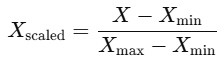 X_scaled = (X − X_min) / (X_max − X_min)